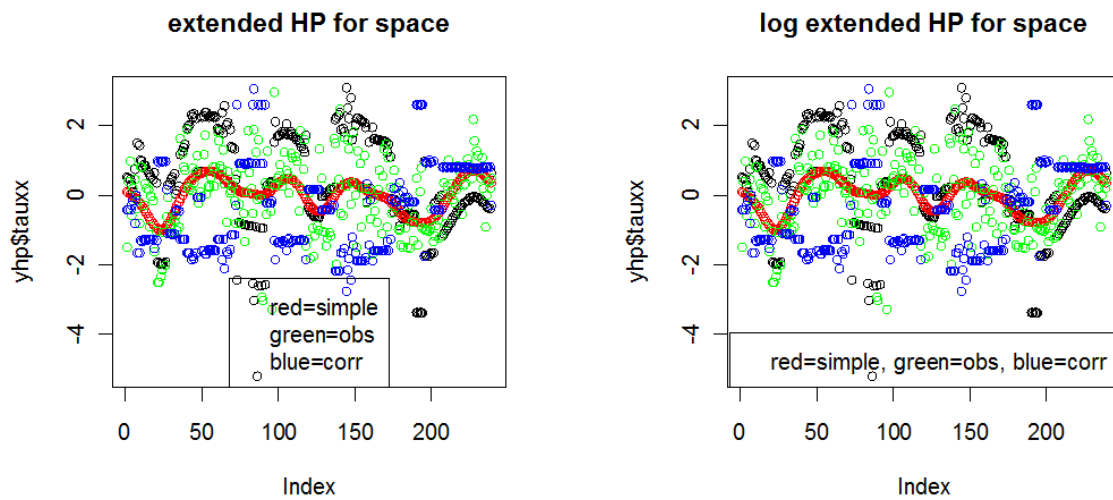 extended HP for space
yhp$tauxx
2
0
-2
-4
red=simple
green=obs
blue=corr
0
50
100
150
200
Index
log extended HP for space
yhp$tauxx
2
0
-2
-4
red=simple, green=obs, blue=corr
0
50
100
150
200
Index